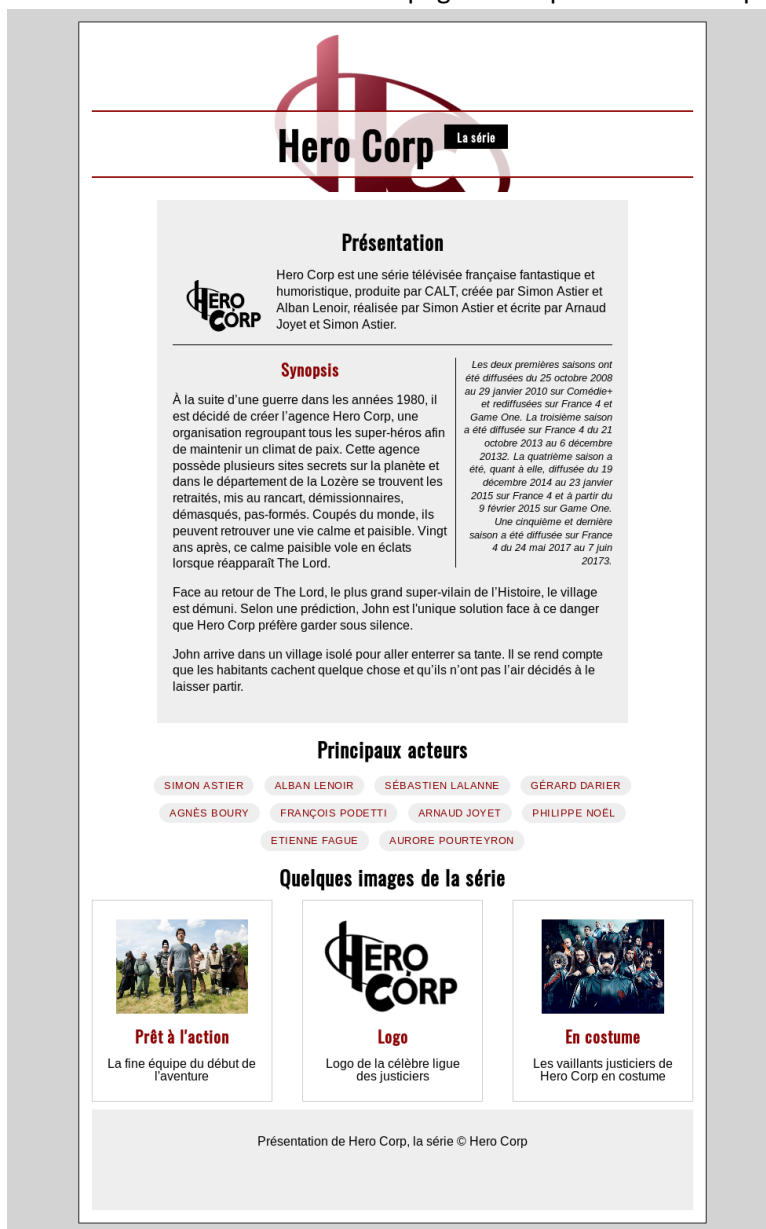 Hero Corp La série
Présentation
HERO
CORP
Hero Corp est une série télévisée française fantastique et
humoristique, produite par CALT, créée par Simon Astier et
Alban Lenoir, réalisée par Simon Astier et écrite par Arnaud
Joyet et Simon Astier.
Synopsis
À la suite d’une guerre dans les années 1980, il
est décidé de créer l’agence Hero Corp, une
organisation regroupant tous les super-héros afin
de maintenir un climat de paix. Cette agence
possède plusieurs sites secrets sur la planète et
dans le département de la Lozère se trouvent les
retraités, mis au rancart, démissionnaires,
démasqués, pas-formés. Coupés du monde, ils
peuvent retrouver une vie calme et paisible. Vingt
ans après, ce calme paisible vole en éclats
lorsque réapparaît The Lord.
Les deux premières saisons ont
été diffusées du 25 octobre 2008
au 29 janvier 2010 sur Comédie+
et rediffusées sur France 4 et
Game One. La troisième saison
a été diffusée sur France 4 du 21
octobre 2013 au 6 décembre
20132. La quatrième saison a
été, quant à elle, diffusée du 19
décembre 2014 au 23 janvier
2015 sur France 4 et à partir du
9 février 2015 sur Game One.
Une cinquième et dernière
saison a été diffusée sur France
4 du 24 mai 2017 au 7 juin
20173.
Face au retour de The Lord, le plus grand super-vilain de l’Histoire, le village
est démuni. Selon une prédiction, John est l'unique solution face à ce danger
que Hero Corp préfère garder sous silence.
John arrive dans un village isolé pour aller enterrer sa tante. Il se rend compte
que les habitants cachent quelque chose et qu’ils n’ont pas l’air décidés à le
laisser partir.
Principaux acteurs
SIMON ASTIER ALBAN LENOIR SÉBASTIEN LALANNE GÉRARD DARIER
AGNÈS BOURY FRANÇOIS PODETTI ARNAUD JOYET PHILIPPE NOËL
ETIENNE FAGUE AURORE POURTEYRON
Quelques images de la série
HERO
CORP
Prêt à l'action
La fine équipe du début de
l'aventure
Logo
Logo de la célèbre ligue
des justiciers
En costume
Les vaillants justiciers de
Hero Corp en costume
Présentation de Hero Corp, la série © Hero Corp